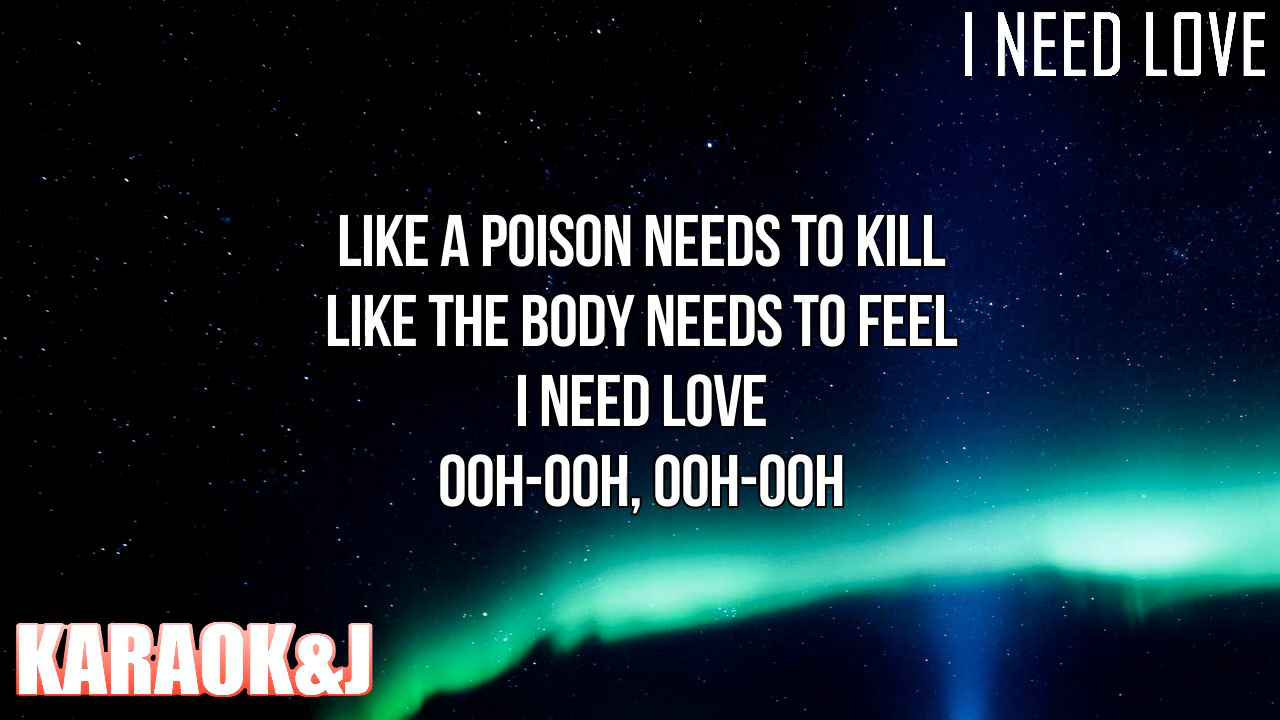 I NEED LOVE
LIKE A POISON NEEDS TO KILL
LIKE THE BODY NEEDS TO FEEL
I NEED LOVE
OOH-OOH, OOH-OOH
KARAOK&J